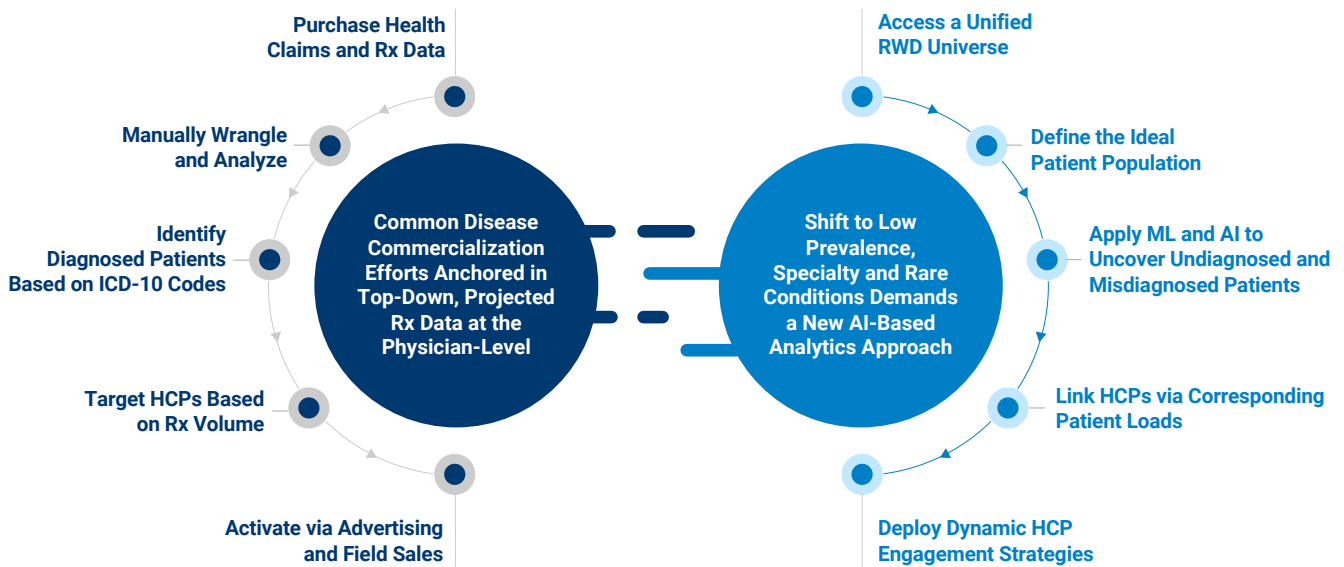 Purchase Health
Claims and Rx Data
Manually Wrangle
and Analyze
Identify
Diagnosed Patients
Based on ICD-10 Codes
Target HCPs Based
on Rx Volume
Activate via Advertising
and Field Sales
Common Disease
Commercialization
Efforts Anchored in
Top-Down, Projected
Rx Data at the
Physician-Level
Shift to Low
Prevalence,
Specialty and Rare
Conditions Demands
a New AI-Based
Analytics Approach
Access a Unified
RWD Universe
Define the Ideal
Patient Population
Apply ML and AI to
Uncover Undiagnosed and
Misdiagnosed Patients
Link HCPs via Corresponding
Patient Loads
Deploy Dynamic HCP
Engagement Strategies